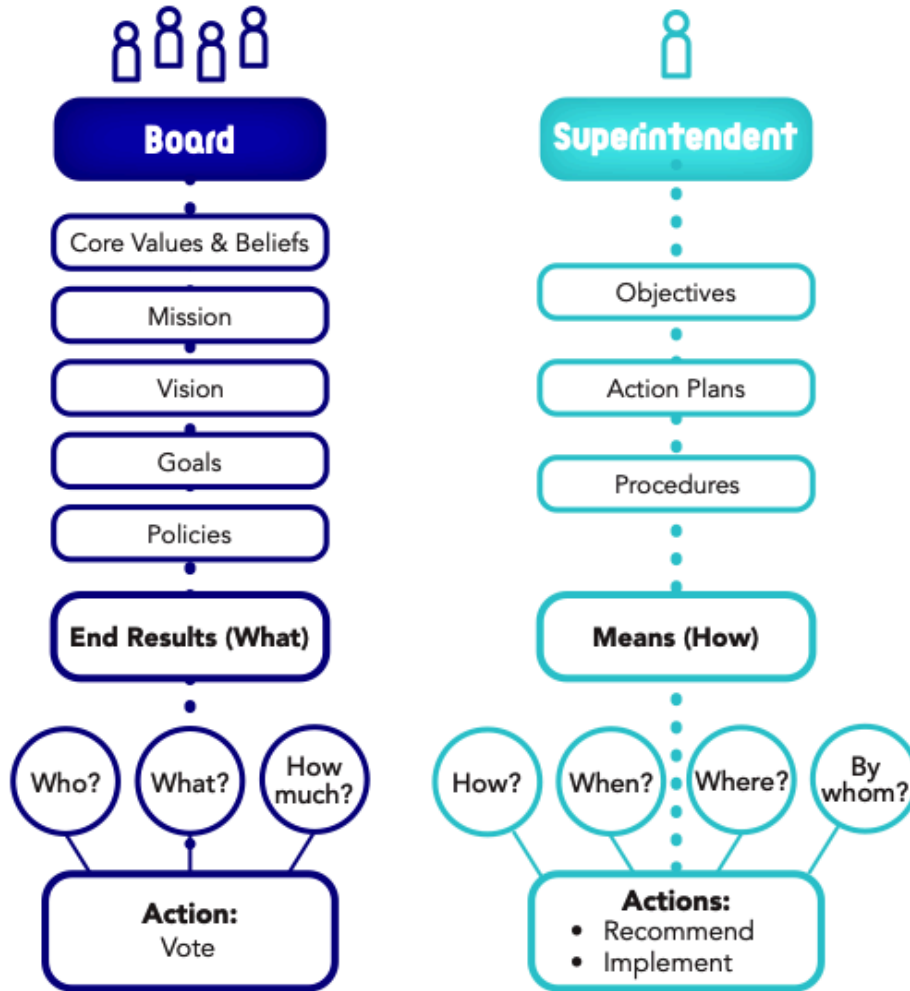 Board
Core Values & Beliefs
Mission
Vision
Goals
Policies
End Results (What)
Who?
What?
How
much?
Action:
Vote
Superintendent
Objectives
Action Plans
Procedures
Means (How)
How?
When?
Where?
By
whom?
Actions:
• Recommend
• Implement